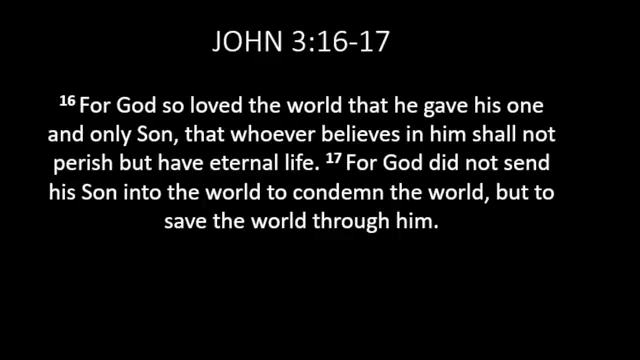 JOHN 3:16-17
16 For God so loved the world that he gave his one
and only Son, that whoever believes in him shall not
perish but have eternal life. 17 For God did not send
his Son into the world to condemn the world, but to
save the world through him.